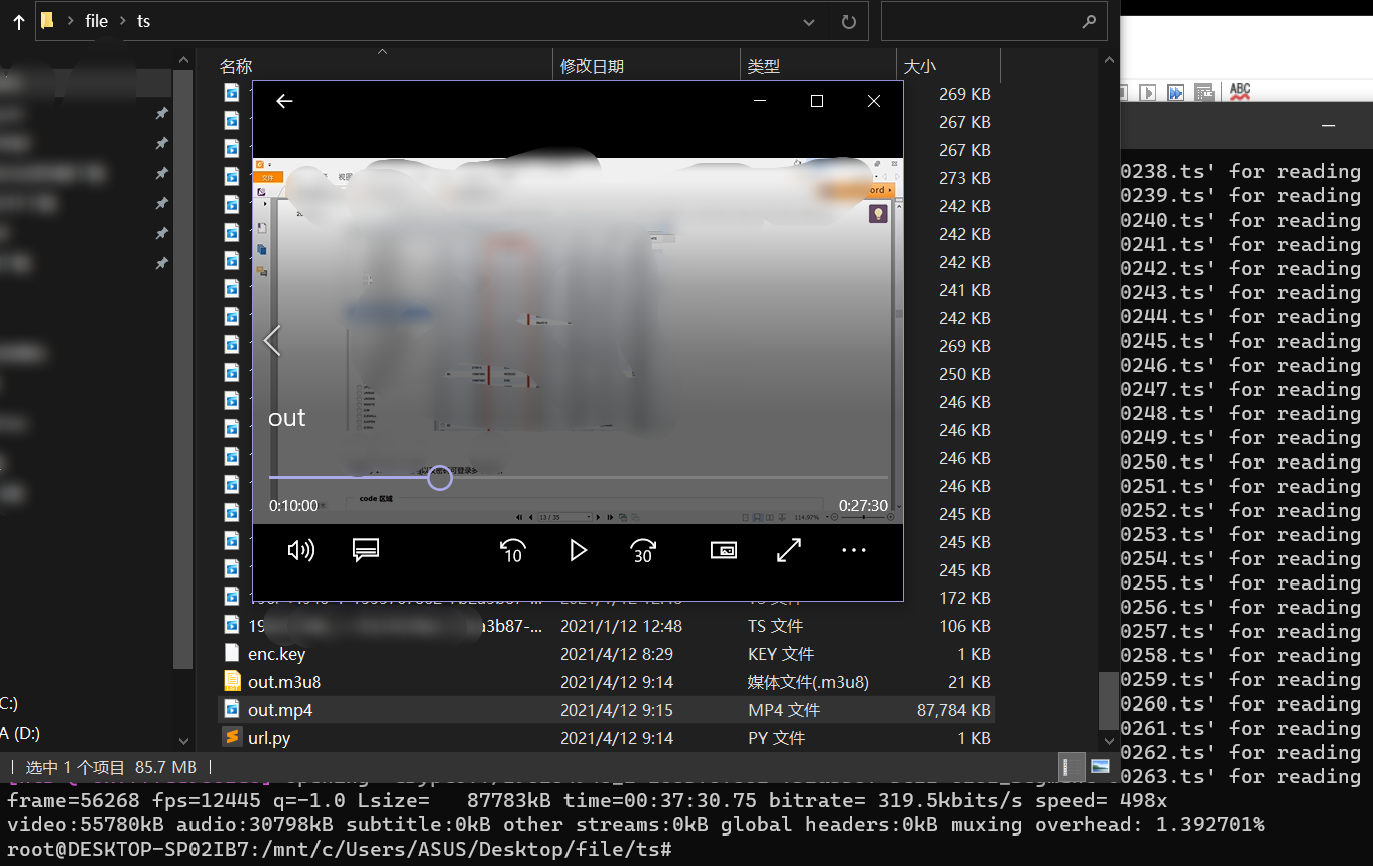 file
ts
名称
修改日期
类型
大小
269 KB
267 KB
267 KB
273 KB
242 KB
242 KB
242 KB
241 KB
242 KB
269 KB
250 KB
246 KB
246 KB
246 KB
246 KB
245 KB
245 KB
245 KB
172 KB
a3b87-... 2021/1/12 12:48 TS 文件 106 KB
enc.key 2021/4/12 8:29 KEY 文件 1 KB
out.m3u8 2021/4/12 9:14 媒体文件(.m3u8) 21 KB
out.mp4 2021/4/12 9:15 MP4 文件 87,784 KB
url.py 2021/4/12 9:14 PY 文件 1 KB
文件
ord
out
code 区域
13 / 35
114.97%
0:10:00
0:27:30
10
30
C:)
A (D:)
选中 1 个项目 85.7 MB
ABC
0238.ts' for reading
0239.ts' for reading
0240.ts' for reading
0241.ts' for reading
0242.ts' for reading
0243.ts' for reading
0244.ts' for reading
0245.ts' for reading
0246.ts' for reading
0247.ts' for reading
0248.ts' for reading
0249.ts' for reading
0250.ts' for reading
0251.ts' for reading
0252.ts' for reading
0253.ts' for reading
0254.ts' for reading
0255.ts' for reading
0256.ts' for reading
0257.ts' for reading
0258.ts' for reading
0259.ts' for reading
0260.ts' for reading
0261.ts' for reading
0262.ts' for reading
0263.ts' for reading
frame=56268 fps=12445 q=-1.0 Lsize=   87783kB time=00:37:30.75 bitrate= 319.5kbits/s speed= 498x
video:55780kB audio:30798kB subtitle:0kB other streams:0kB global headers:0kB muxing overhead: 1.392701%
root@DESKTOP-SP02IB7:/mnt/c/Users/ASUS/Desktop/file/ts#